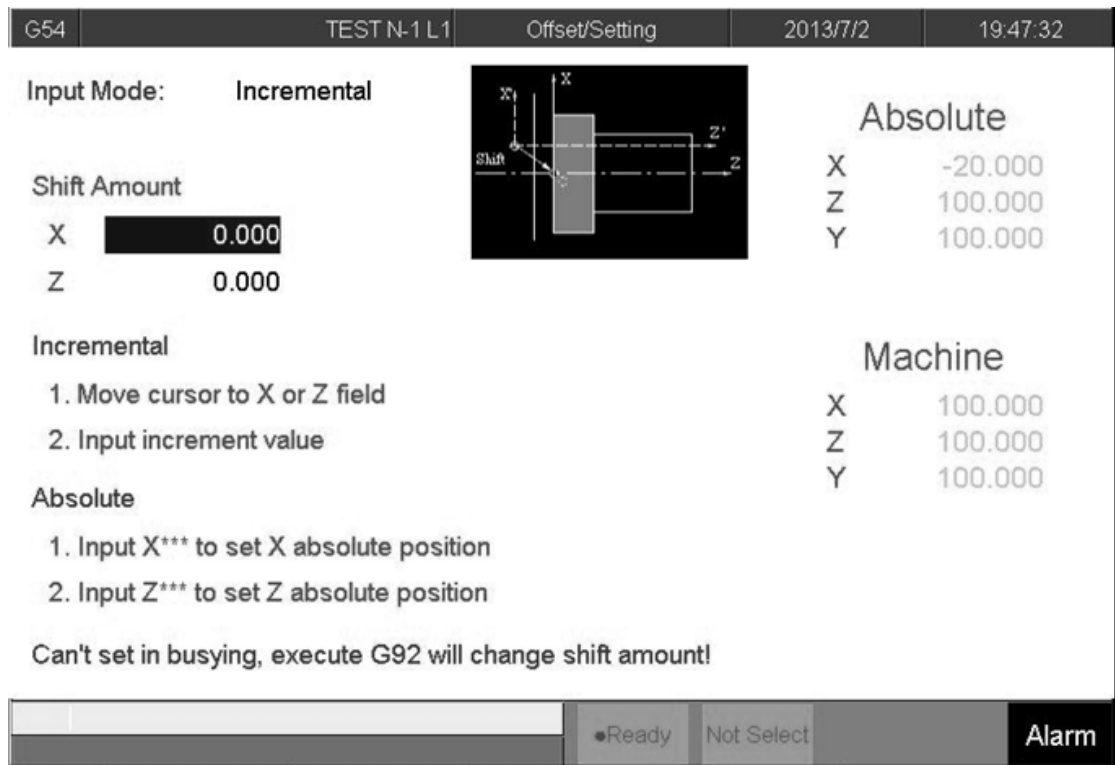 G54 TEST N-1 L1 Offset/Setting 2013/7/2 19:47:32
Input Mode: Incremental
X' X
Z'
Shift Z
Absolute
X -20.000
Z 100.000
Y 100.000
Shift Amount
X 0.000
Z 0.000
Incremental
1. Move cursor to X or Z field
2. Input increment value
Machine
X 100.000
Z 100.000
Y 100.000
Absolute
1. Input X*** to set X absolute position
2. Input Z*** to set Z absolute position
Can't set in busying, execute G92 will change shift amount!
●Ready Not Select Alarm